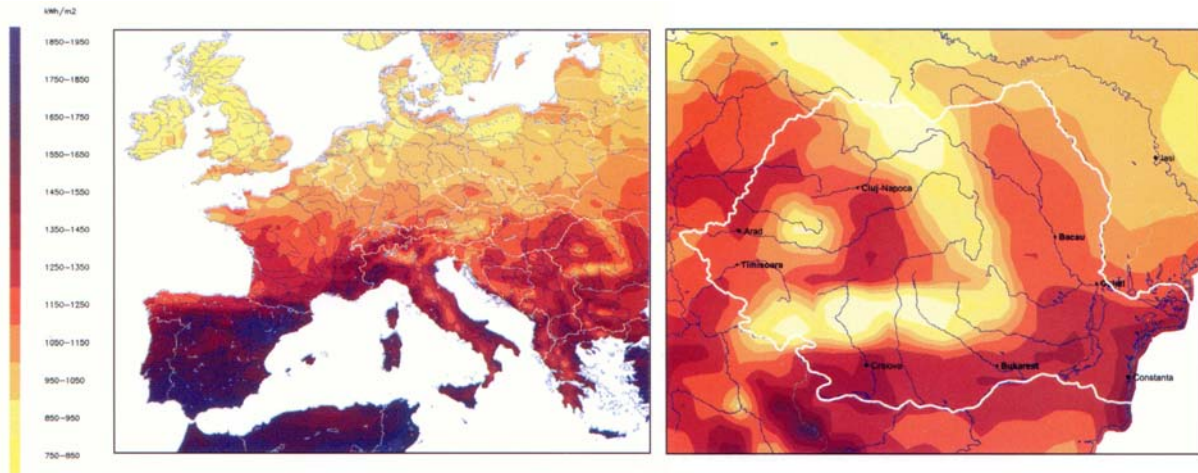 kWh/m2
1850-1950
1750-1850
1650-1750
1550-1650
1450-1550
1350-1450
1250-1350
1150-1250
1050-1150
950-1050
850-950
750-850
Iasi
Cluj-Napoca
Arad
Bacau
Timisoara
Galati
Craiova
Bukarest
Constanta